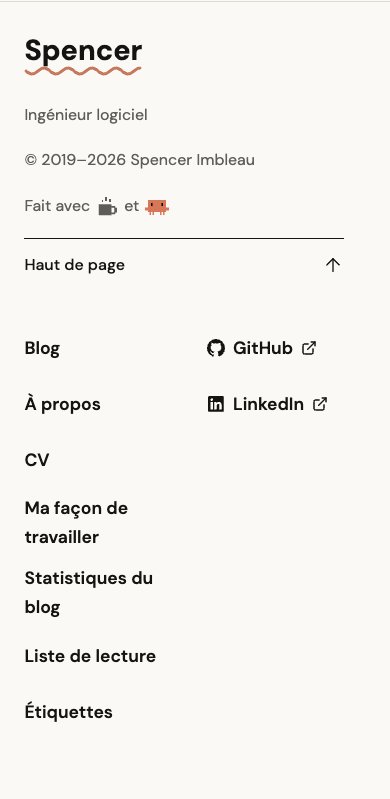 Spencer
Ingénieur logiciel
© 2019–2026 Spencer Imbleau
Fait avec et
Haut de page
Blog
GitHub
À propos
LinkedIn
CV
Ma façon de
travailler
Statistiques du
blog
Liste de lecture
Étiquettes